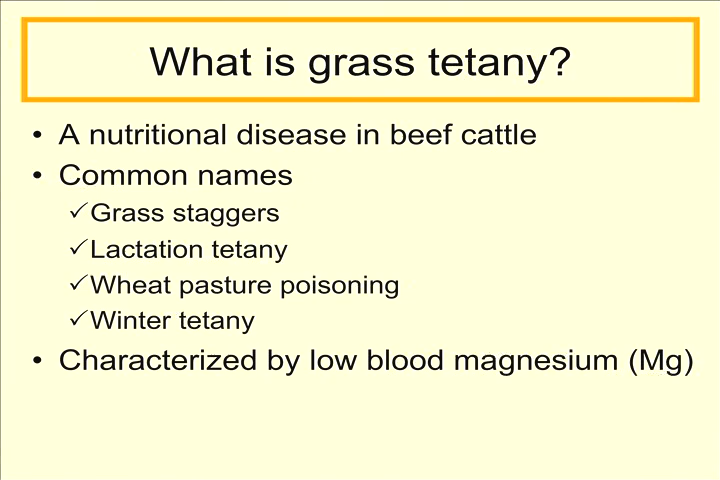 What is grass tetany?
• A nutritional disease in beef cattle
• Common names
✓Grass staggers
✓Lactation tetany
✓Wheat pasture poisoning
✓Winter tetany
• Characterized by low blood magnesium (Mg)